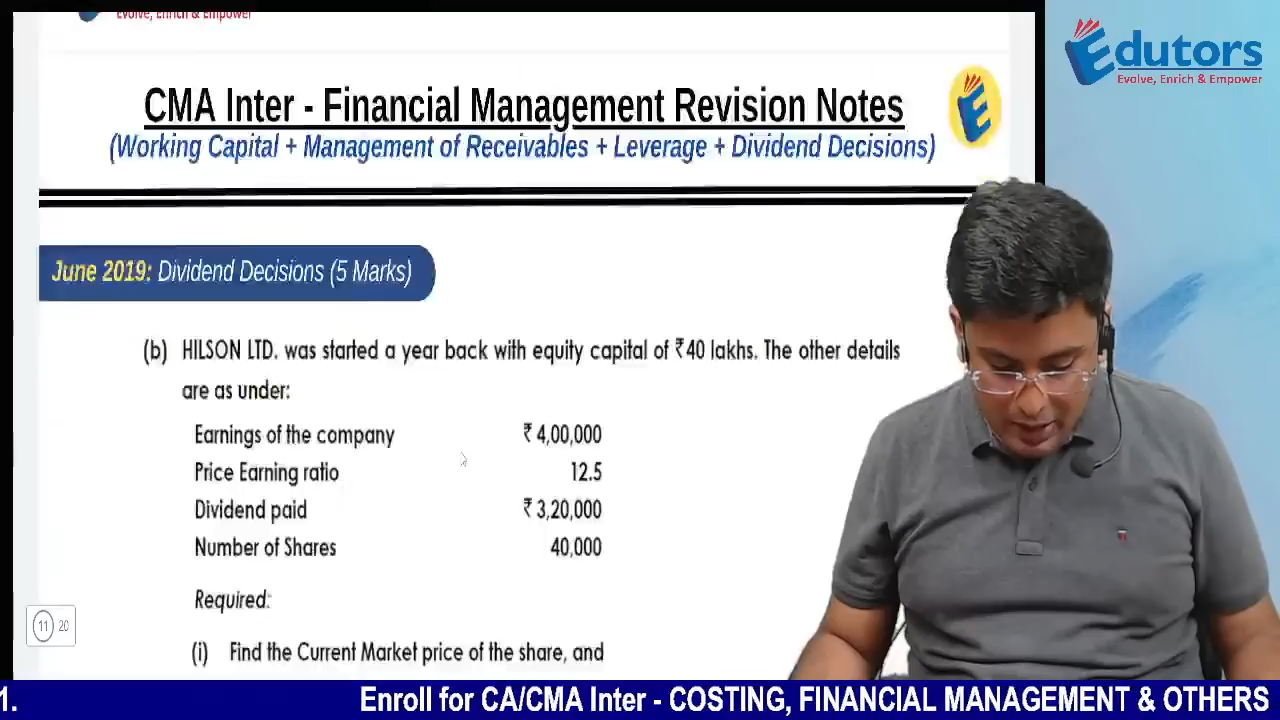 Evolve, Enrich & Empower
Edutors
Evolve, Enrich & Empower
CMA Inter - Financial Management Revision Notes
(Working Capital + Management of Receivables + Leverage + Dividend Decisions)
June 2019: Dividend Decisions (5 Marks)
(b) HILSON LTD. was started a year back with equity capital of ₹40 lakhs. The other details
are as under:
Earnings of the company ₹ 4,00,000
Price Earning ratio 12.5
Dividend paid ₹ 3,20,000
Number of Shares 40,000
Required:
11 20
(i) Find the Current Market price of the share, and
1. Enroll for CA/CMA Inter - COSTING, FINANCIAL MANAGEMENT & OTHERS